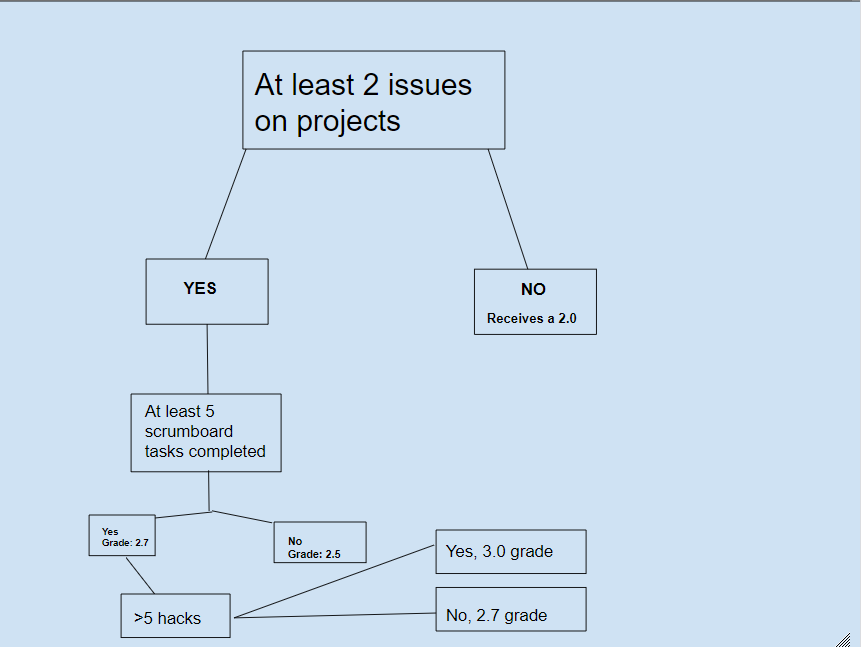 At least 2 issues
on projects
YES
NO
Receives a 2.0
At least 5
scrumboard
tasks completed
Yes
Grade: 2.7
No
Grade: 2.5
Yes, 3.0 grade
>5 hacks
No, 2.7 grade